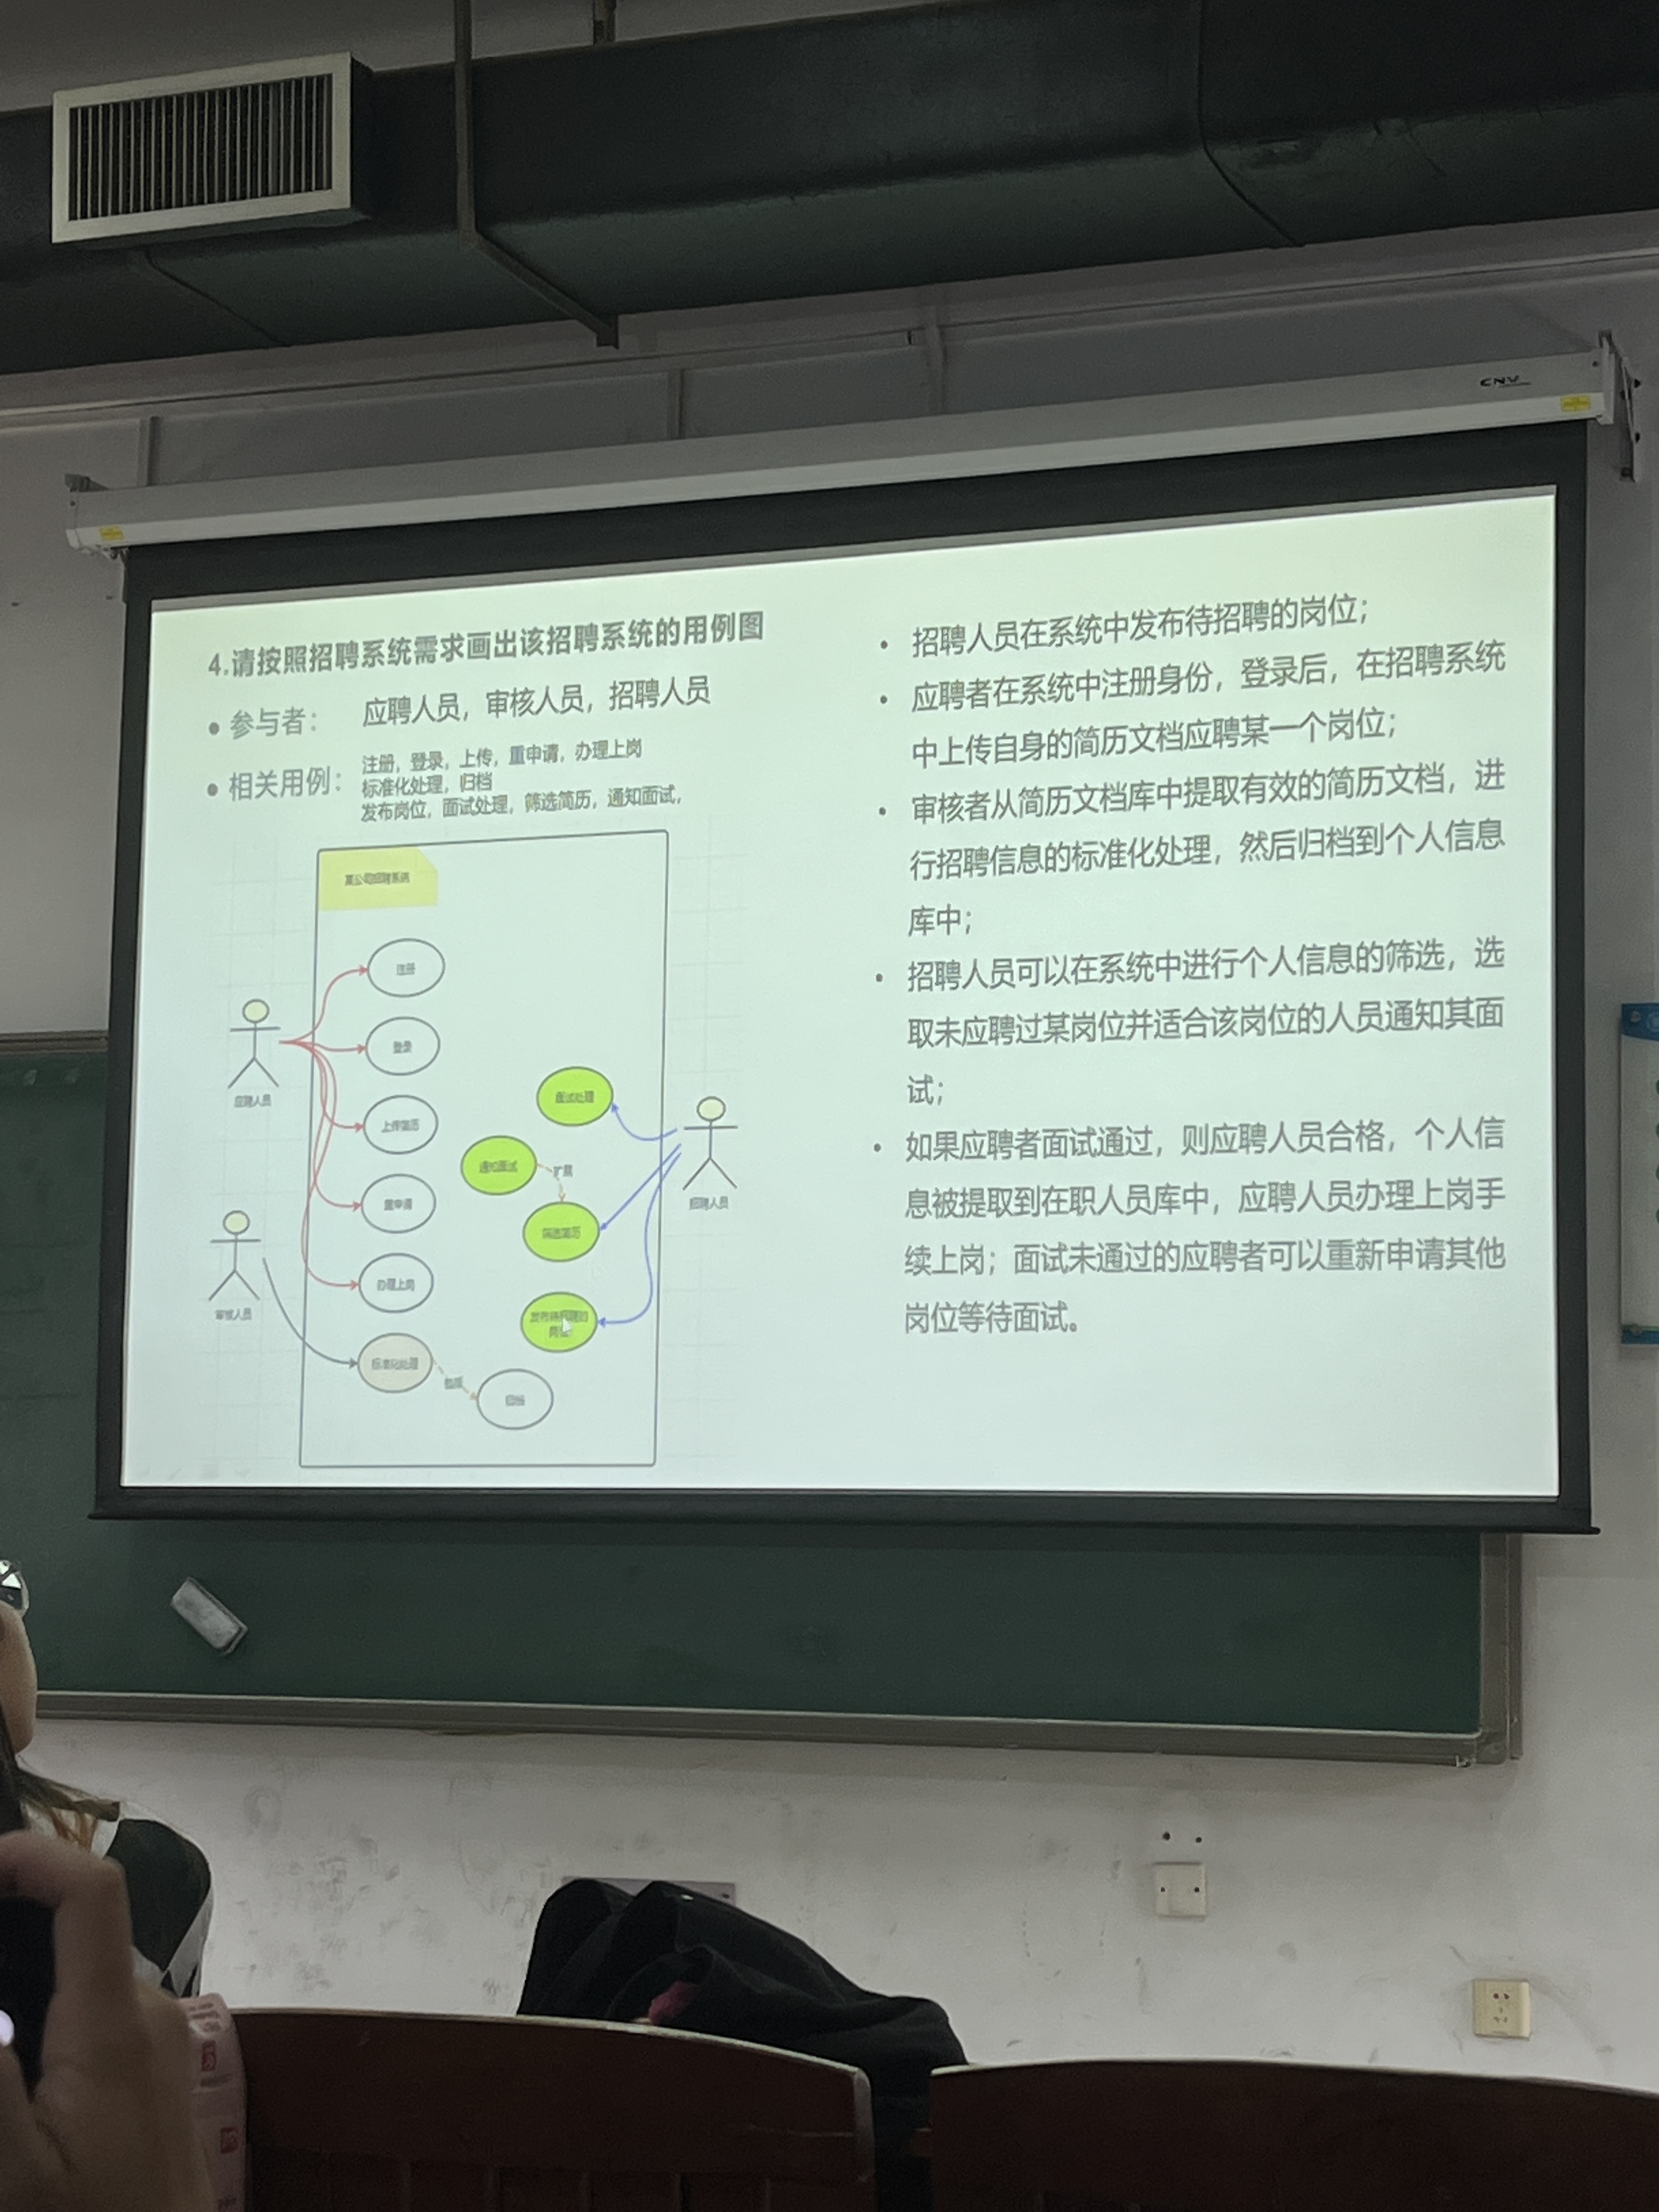 CNV
4.请按照招聘系统需求画出该招聘系统的用例图
● 参与者： 应聘人员，审核人员，招聘人员
● 相关用例： 注册，登录，上传，重申请，办理上岗
标准化处理，归档
发布岗位，面试处理，筛选简历，通知面试，
某公司招聘系统
注册
登录
上传简历
重申请
办理上岗
标准化处理
归档
应聘人员
审核人员
面试处理
通知面试
扩展
筛选简历
发布待招聘的
岗位
招聘人员
• 招聘人员在系统中发布待招聘的岗位；
• 应聘者在系统中注册身份，登录后，在招聘系统
中上传自身的简历文档应聘某一个岗位；
• 审核者从简历文档库中提取有效的简历文档，进
行招聘信息的标准化处理，然后归档到个人信息
库中；
• 招聘人员可以在系统中进行个人信息的筛选，选
取未应聘过某岗位并适合该岗位的人员通知其面
试；
• 如果应聘者面试通过，则应聘人员合格，个人信
息被提取到在职人员库中，应聘人员办理上岗手
续上岗；面试未通过的应聘者可以重新申请其他
岗位等待面试。